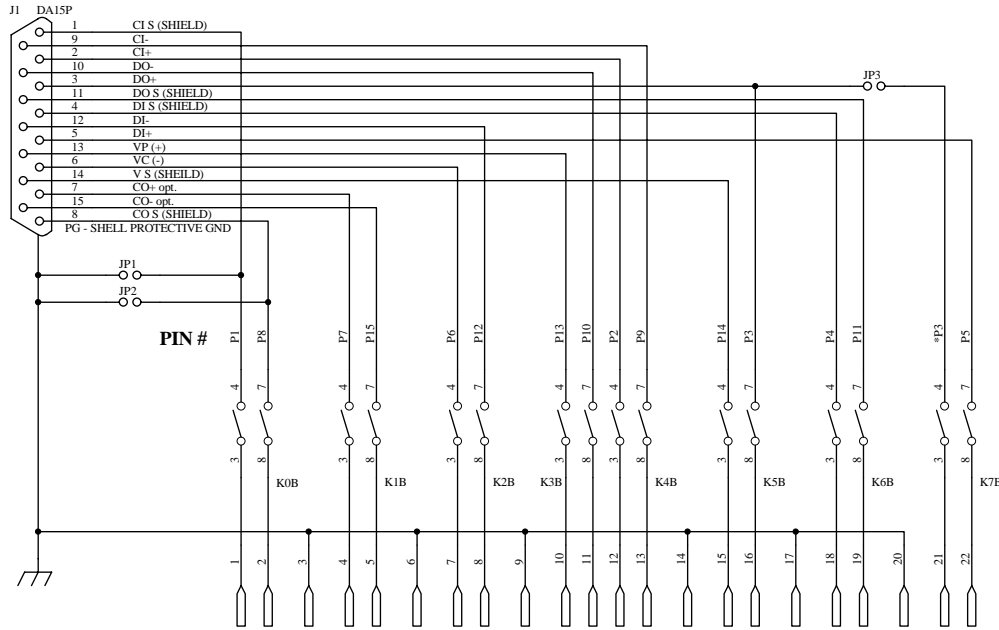 J1 DA15P
1 CI S (SHIELD)
9 CI-
2 CI+
10 DO-
3 DO+
11 DO S (SHIELD)
4 DI S (SHIELD)
12 DI-
5 DI+
13 VP (+)
6 VC (-)
14 V S (SHEILD)
7 CO+ opt.
15 CO- opt.
8 CO S (SHIELD)
PG - SHELL PROTECTIVE GND
JP3
JP1
JP2
PIN # P1 P8 P7 P15 P6 P12 P13 P10 P2 P9 P14 P3 P4 P11 *P3 P5
4 7 4 7 4 7 4 7 4 7 4 7 4 7 4 7
3 8 3 8 3 8 3 8 3 8 3 8 3 8 3 8
K0B K1B K2B K3B K4B K5B K6B K7B
1 2 3 4 5 6 7 8 9 10 11 12 13 14 15 16 17 18 19 20 21 22